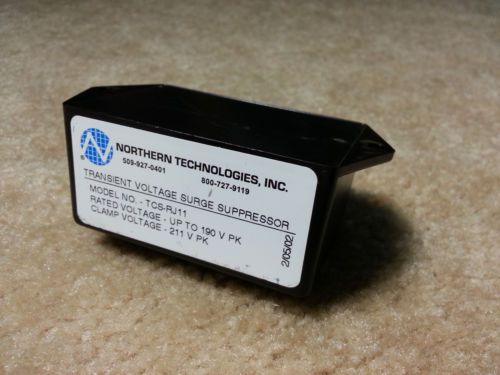 NORTHERN TECHNOLOGIES, INC.
509-927-0401 800-727-9119
TRANSIENT VOLTAGE SURGE SUPPRESSOR
MODEL NO. - TCS-RJ11
RATED VOLTAGE - UP TO 190 V PK
CLAMP VOLTAGE - 211 V PK
2/05/02
N
®